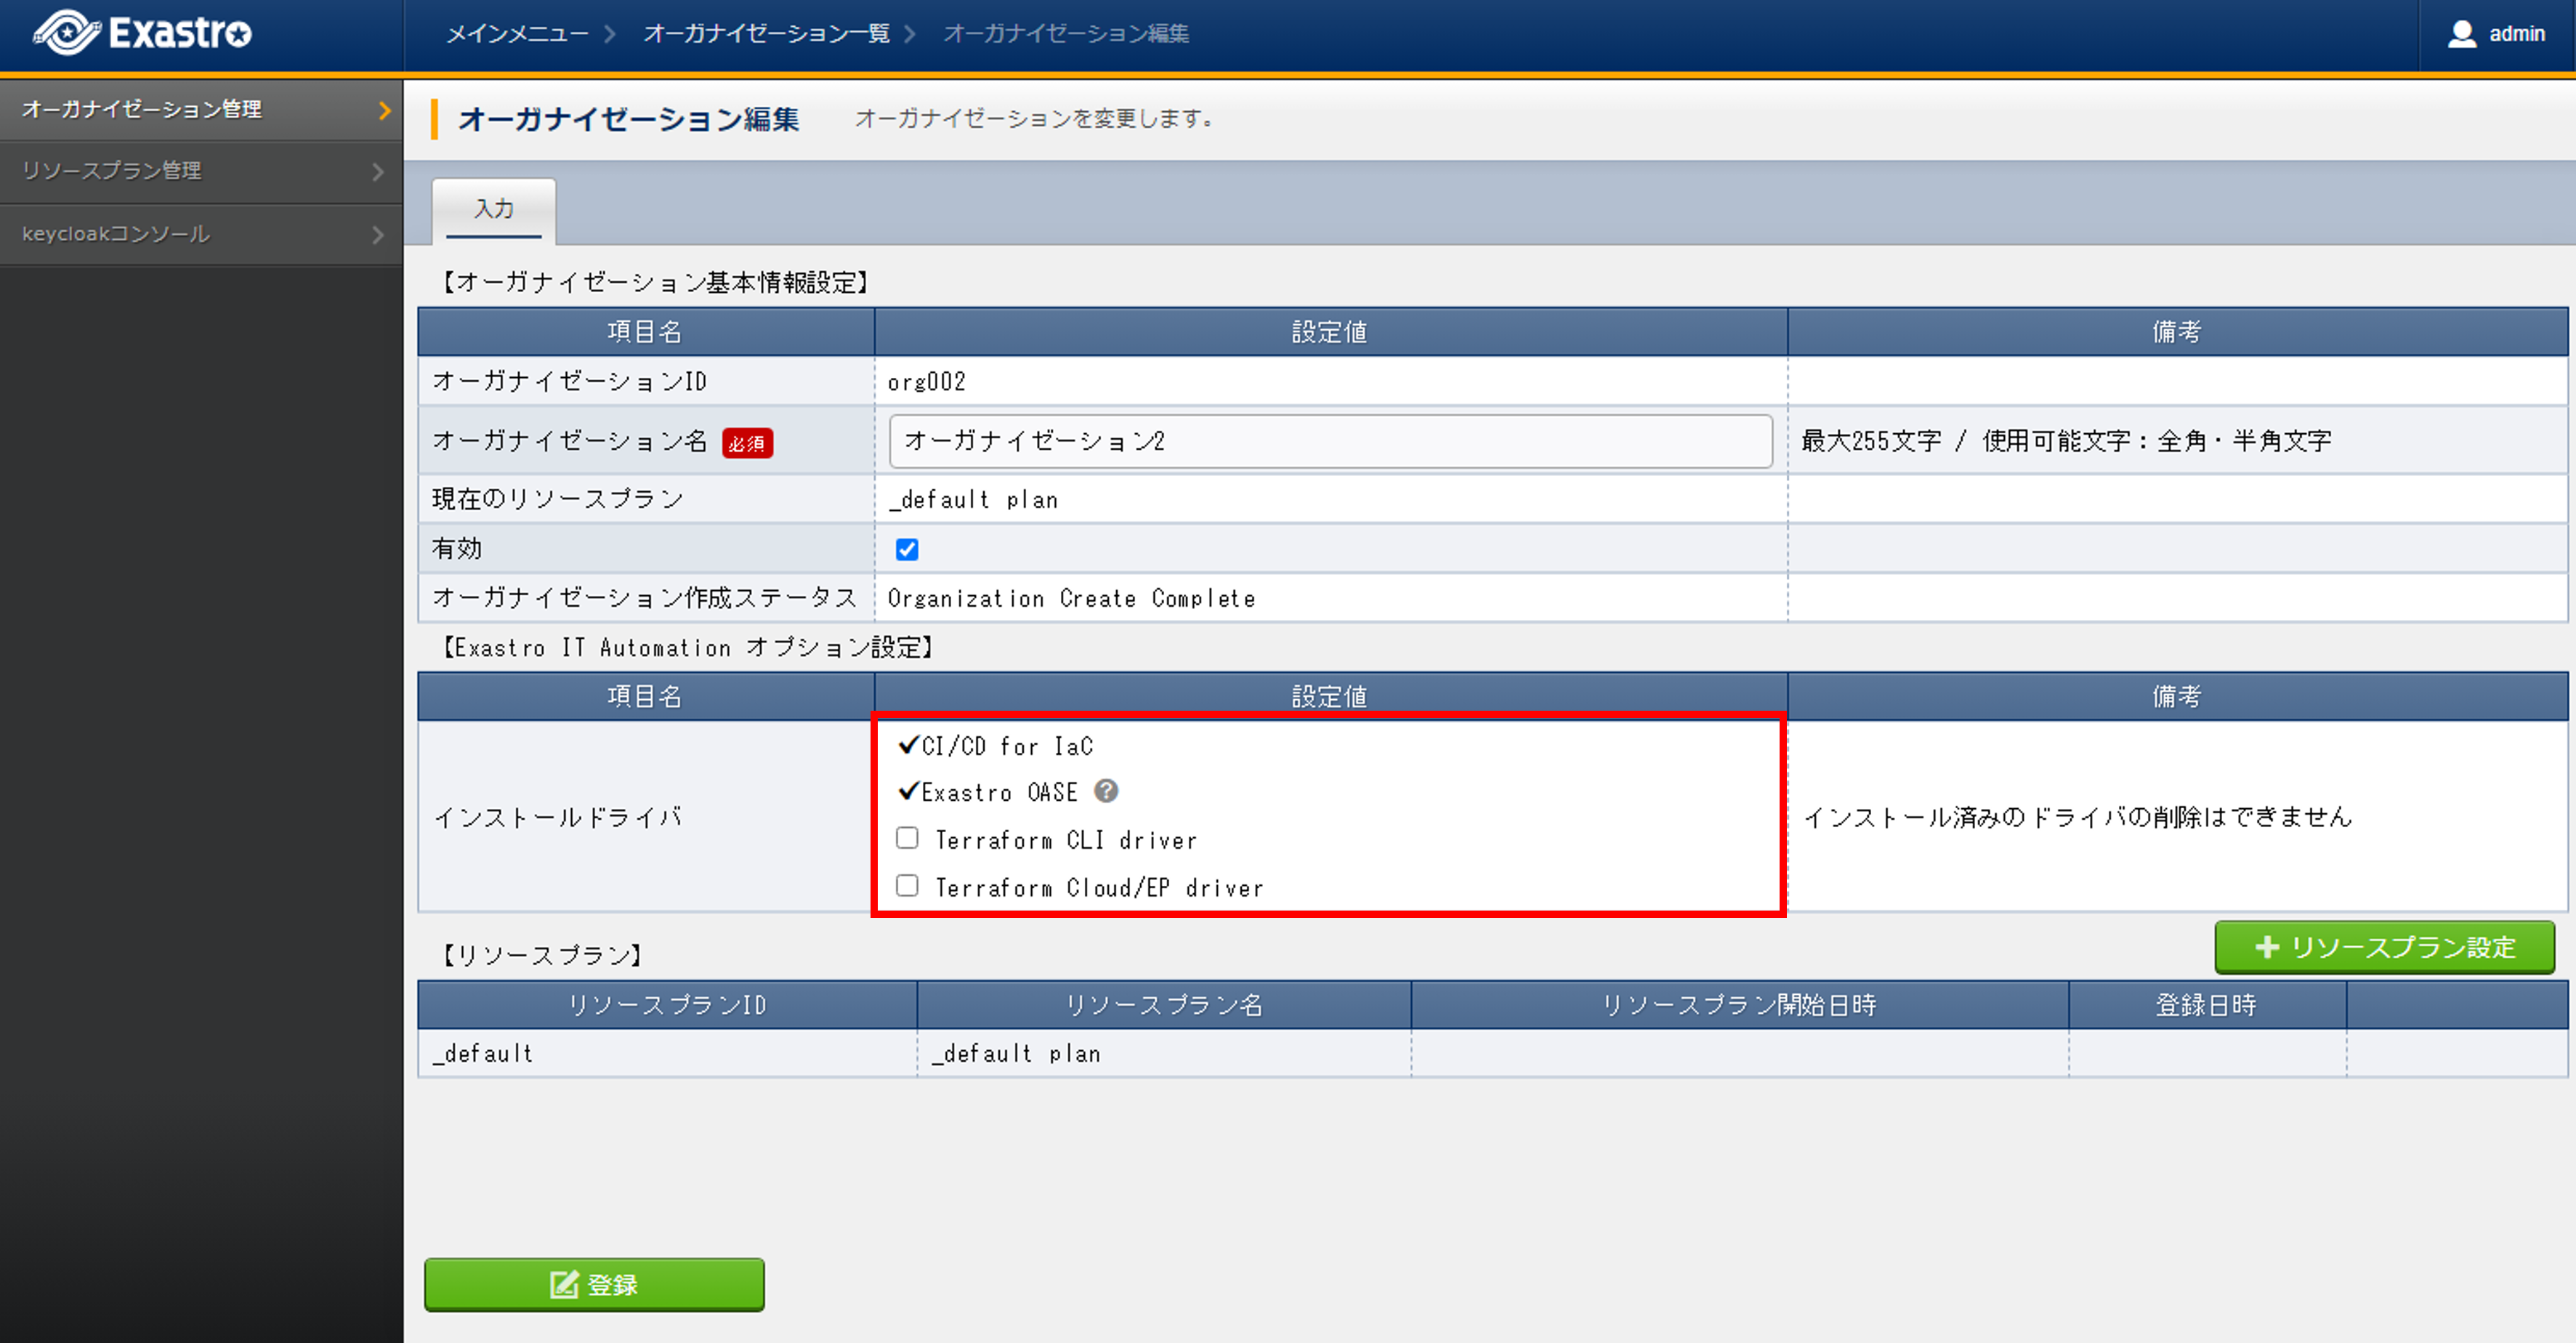 Exastro
メインメニュー オーガナイゼーション一覧 オーガナイゼーション編集
admin
オーガナイゼーション管理
リソースプラン管理
keycloakコンソール
オーガナイゼーション編集 オーガナイゼーションを変更します。
入力
【オーガナイゼーション基本情報設定】
項目名 設定値 備考
オーガナイゼーションID org002
オーガナイゼーション名 必須 オーガナイゼーション2 最大255文字 / 使用可能文字：全角・半角文字
現在のリソースプラン _default plan
有効
オーガナイゼーション作成ステータス Organization Create Complete
【Exastro IT Automation オプション設定】
項目名 設定値 備考
インストールドライバ
✔CI/CD for IaC
✔Exastro OASE ?
Terraform CLI driver
Terraform Cloud/EP driver
インストール済みのドライバの削除はできません
【リソースプラン】
リソースプラン設定
リソースプランID リソースプラン名 リソースプラン開始日時 登録日時
_default _default plan
登録